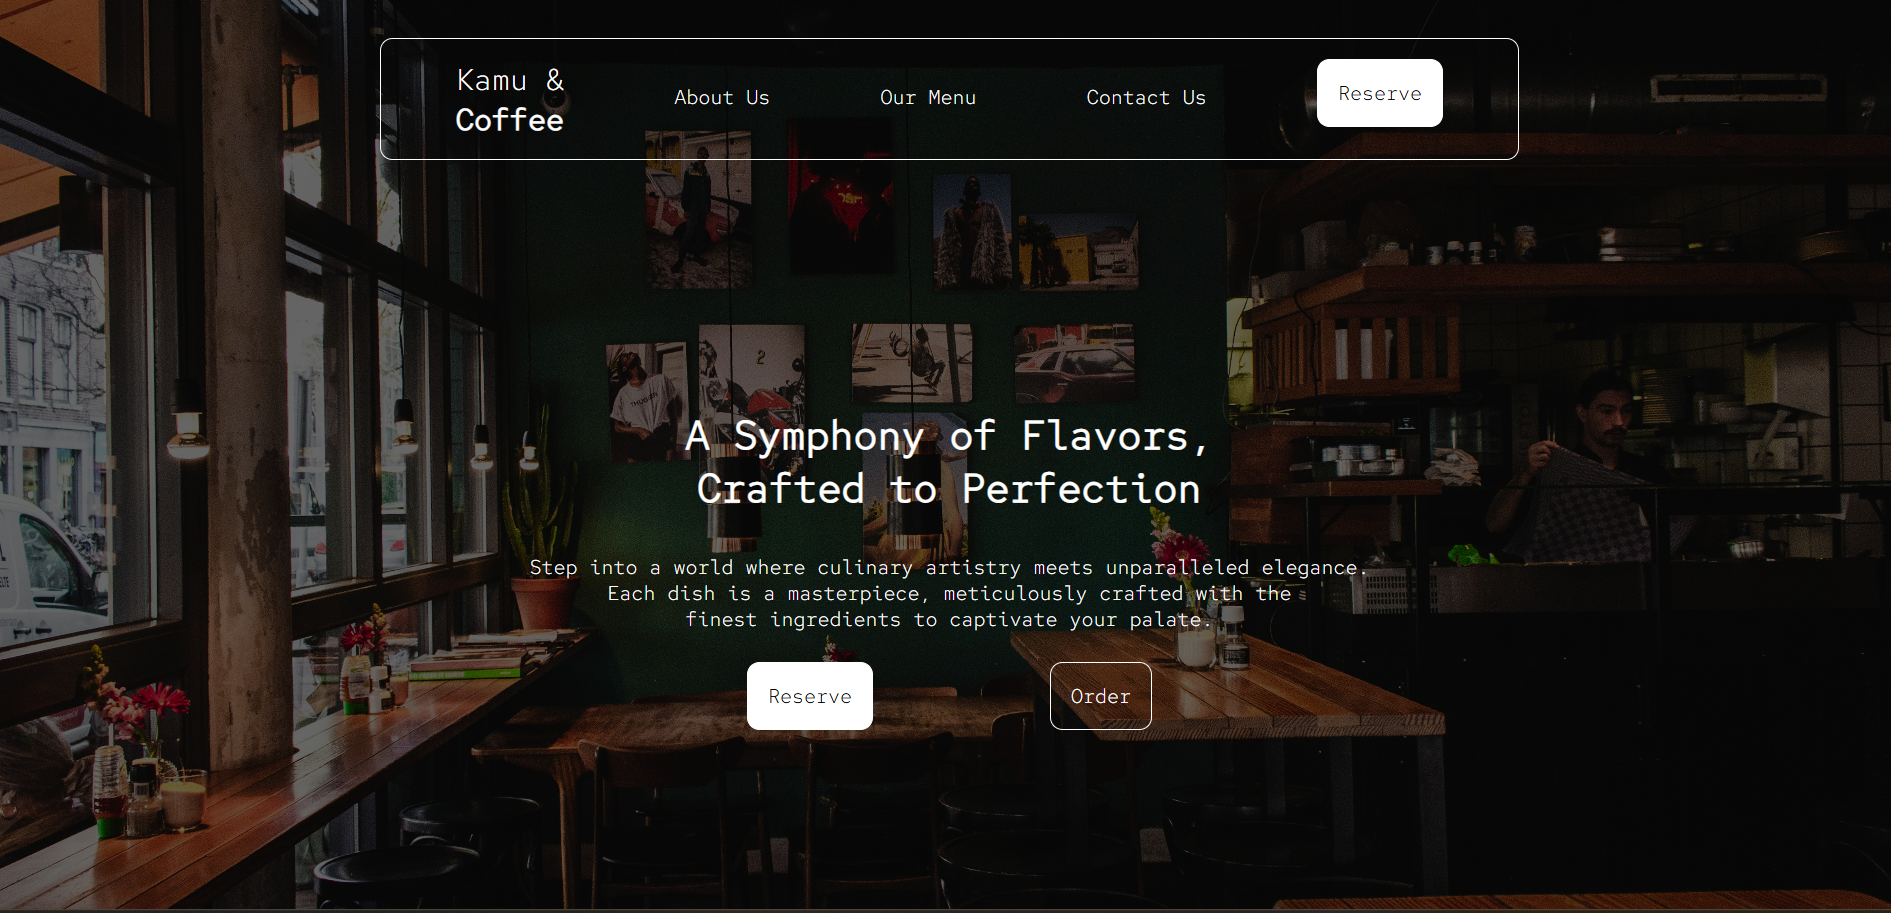 Kamu &
Coffee
About Us
Our Menu
Contact Us
Reserve
A Symphony of Flavors,
Crafted to Perfection
Step into a world where culinary artistry meets unparalleled elegance.
Each dish is a masterpiece, meticulously crafted with the
finest ingredients to captivate your palate.
Reserve
Order
2